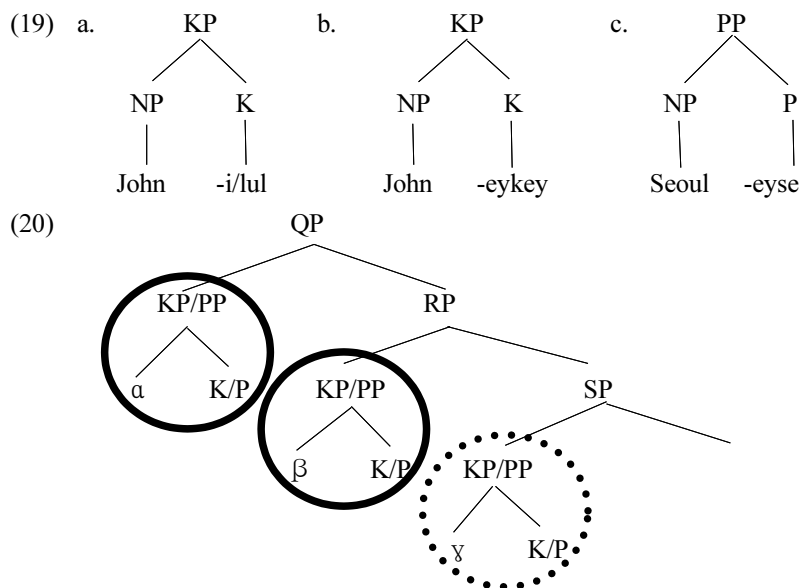 (19) a. KP b. KP c. PP
NP K NP K NP P
John -i/lul John -eykey Seoul -eyse
(20) QP
KP/PP RP
α K/P KP/PP SP
β K/P KP/PP
ɣ K/P